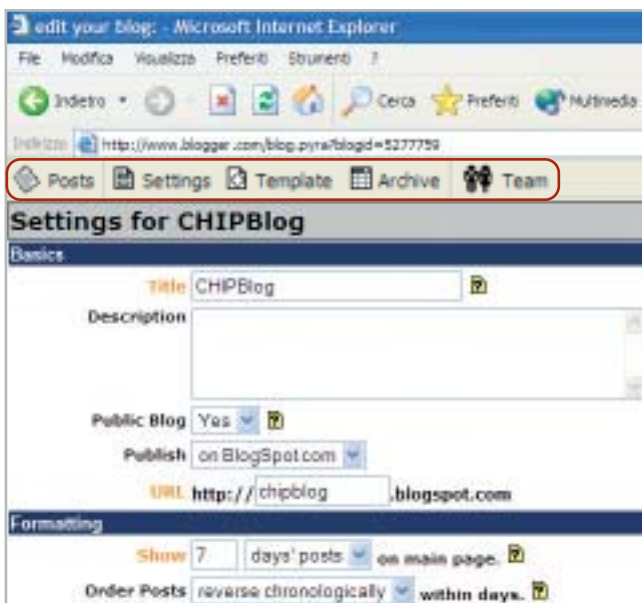 edit your blog: - Microsoft Internet Explorer
File Modifica Visualizza Preferiti Strumenti ?
Indietro Cerca Preferiti Multimedia
Indirizzo http://www.blogger.com/blog.pyra?blogid=5277759
Posts Settings Template Archive Team
Settings for CHIPBlog
Basics
Title CHIPBlog
Description
Public Blog Yes
Publish on BlogSpot.com
URL http:// chipblog .blogspot.com
Formatting
Show 7 days' posts on main page.
Order Posts reverse chronologically within days.